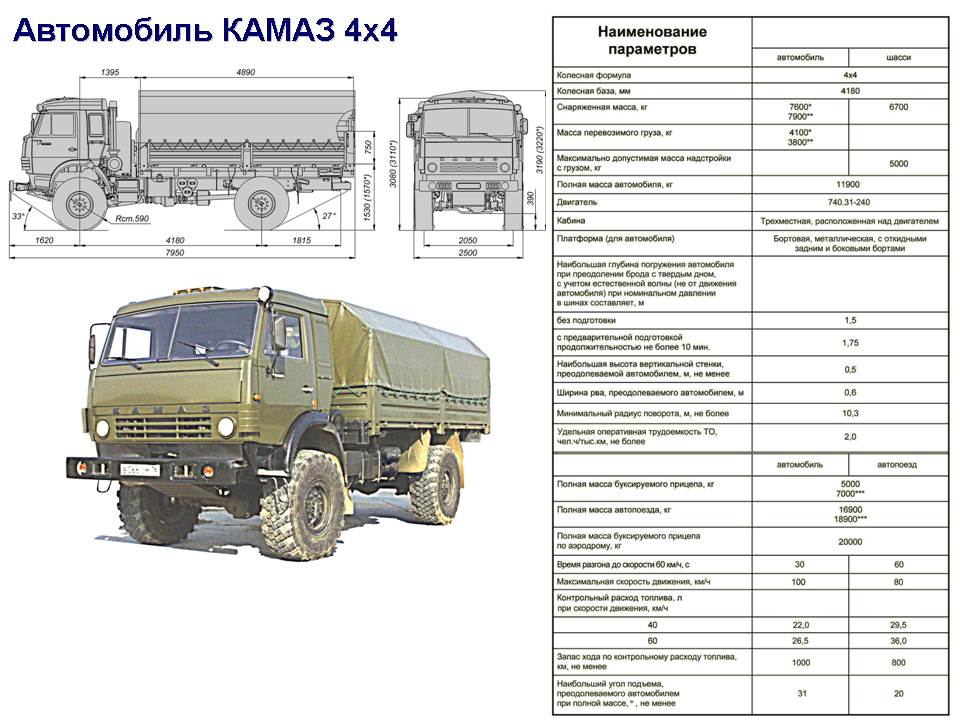 Автомобиль КАМАЗ 4х4
1395
4890
750
1530 (1570*)
33°
Rст.590
27°
1620
4180
1815
7950
3080 (3110*)
3190 (3220*)
390
2050
2500
КАМАЗ
КАМАЗ
Наименование
параметров
автомобиль шасси
Колесная формула 4х4
Колесная база, мм 4180
Снаряженная масса, кг 7600* 6700
7900**
Масса перевозимого груза, кг 4100*
3800**
Максимально допустимая масса надстройки
с грузом, кг 5000
Полная масса автомобиля, кг 11900
Двигатель 740.31-240
Кабина Трехместная, расположенная над двигателем
Платформа (для автомобиля) Бортовая, металлическая, с откидными
задним и боковыми бортами
Наибольшая глубина погружения автомобиля
при преодолении брода с твердым дном,
с учетом естественной волны (не от движения
автомобиля) при номинальном давлении
в шинах составляет, м
без подготовки 1,5
с предварительной подготовкой
продолжительностью не более 10 мин. 1,75
Наибольшая высота вертикальной стенки,
преодолеваемой автомобилем, м, не менее 0,5
Ширина рва, преодолеваемого автомобилем, м 0,6
Минимальный радиус поворота, м, не более 10,3
Удельная оперативная трудоемкость ТО,
чел.ч/тыс.км, не более 2,0
автомобиль автопоезд
Полная масса буксируемого прицепа, кг 5000
7000***
Полная масса автопоезда, кг 16900
18900***
Полная масса буксируемого прицепа
по аэродрому, кг 20000
Время разгона до скорости 60 км/ч, с 30 60
Максимальная скорость движения, км/ч 100 80
Контрольный расход топлива, л
при скорости движения, км/ч
40 22,0 29,5
60 26,5 36,0
Запас хода по контрольному расходу топлива,
км, не менее 1000 800
Наибольший угол подъема,
преодолеваемого автомобилем
при полной массе, º , не менее 31 20